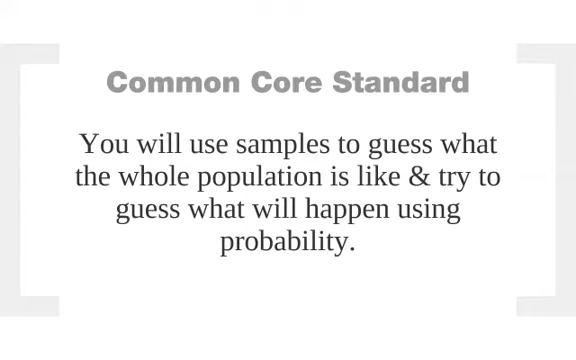 Common Core Standard
You will use samples to guess what
the whole population is like & try to
guess what will happen using
probability.